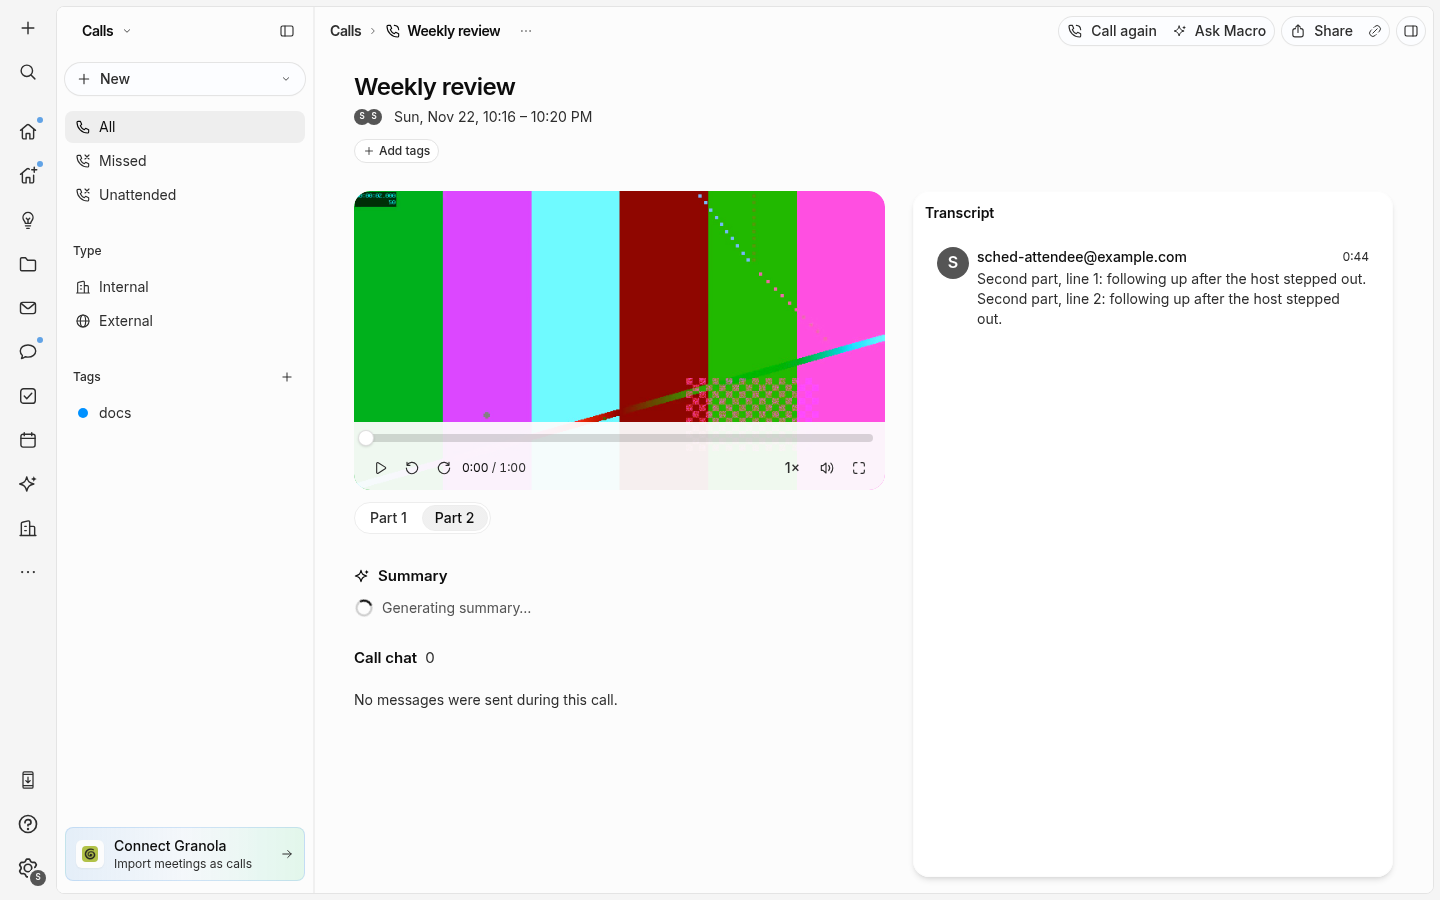 Calls
New
All
Missed
Unattended
Type
Internal
External
Tags
docs
Connect Granola
Import meetings as calls
S
Calls
Weekly review
Call again
Ask Macro
Share
Weekly review
S S Sun, Nov 22, 10:16 – 10:20 PM
Add tags
0:00 / 1:00
1×
Part 1
Part 2
Summary
Generating summary...
Call chat 0
No messages were sent during this call.
Transcript
S
sched-attendee@example.com 0:44
Second part, line 1: following up after the host stepped out.
Second part, line 2: following up after the host stepped
out.